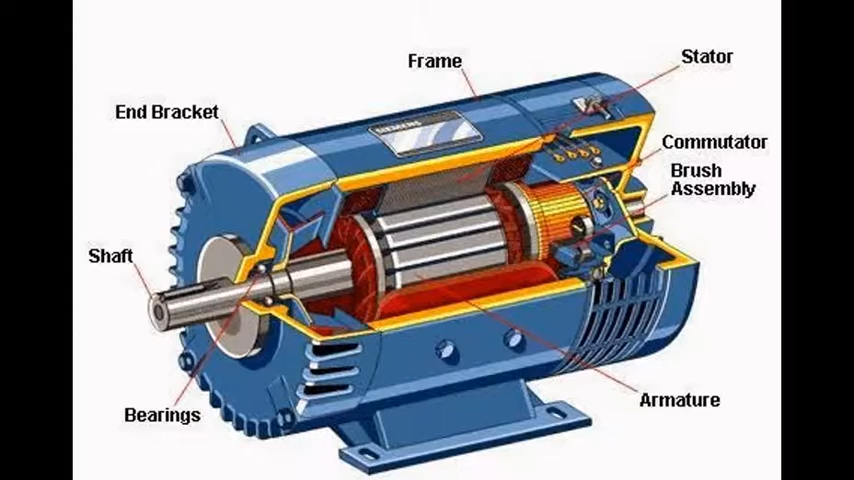 Frame
Stator
End Bracket
SIEMENS
Commutator
Brush
Assembly
Shaft
Armature
Bearings